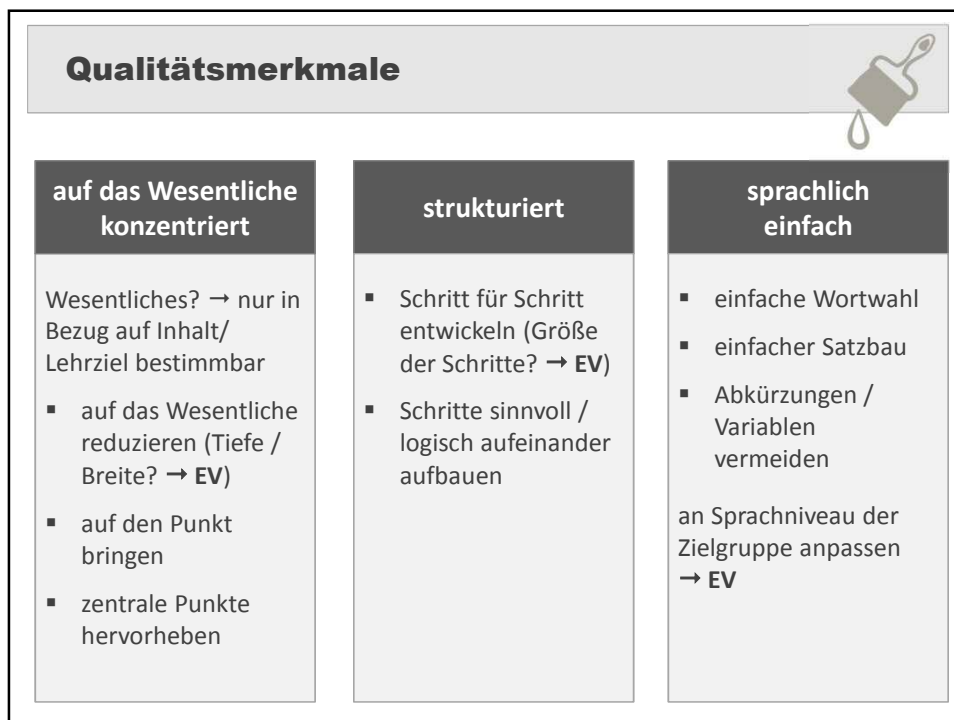 Qualitätsmerkmale
auf das Wesentliche
konzentriert
Wesentliches? → nur in
Bezug auf Inhalt/
Lehrziel bestimmbar
▪ auf das Wesentliche
reduzieren (Tiefe /
Breite? → EV)
▪ auf den Punkt
bringen
▪ zentrale Punkte
hervorheben
strukturiert
▪ Schritt für Schritt
entwickeln (Größe
der Schritte? → EV)
▪ Schritte sinnvoll /
logisch aufeinander
aufbauen
sprachlich
einfach
▪ einfache Wortwahl
▪ einfacher Satzbau
▪ Abkürzungen /
Variablen
vermeiden
an Sprachniveau der
Zielgruppe anpassen
→ EV